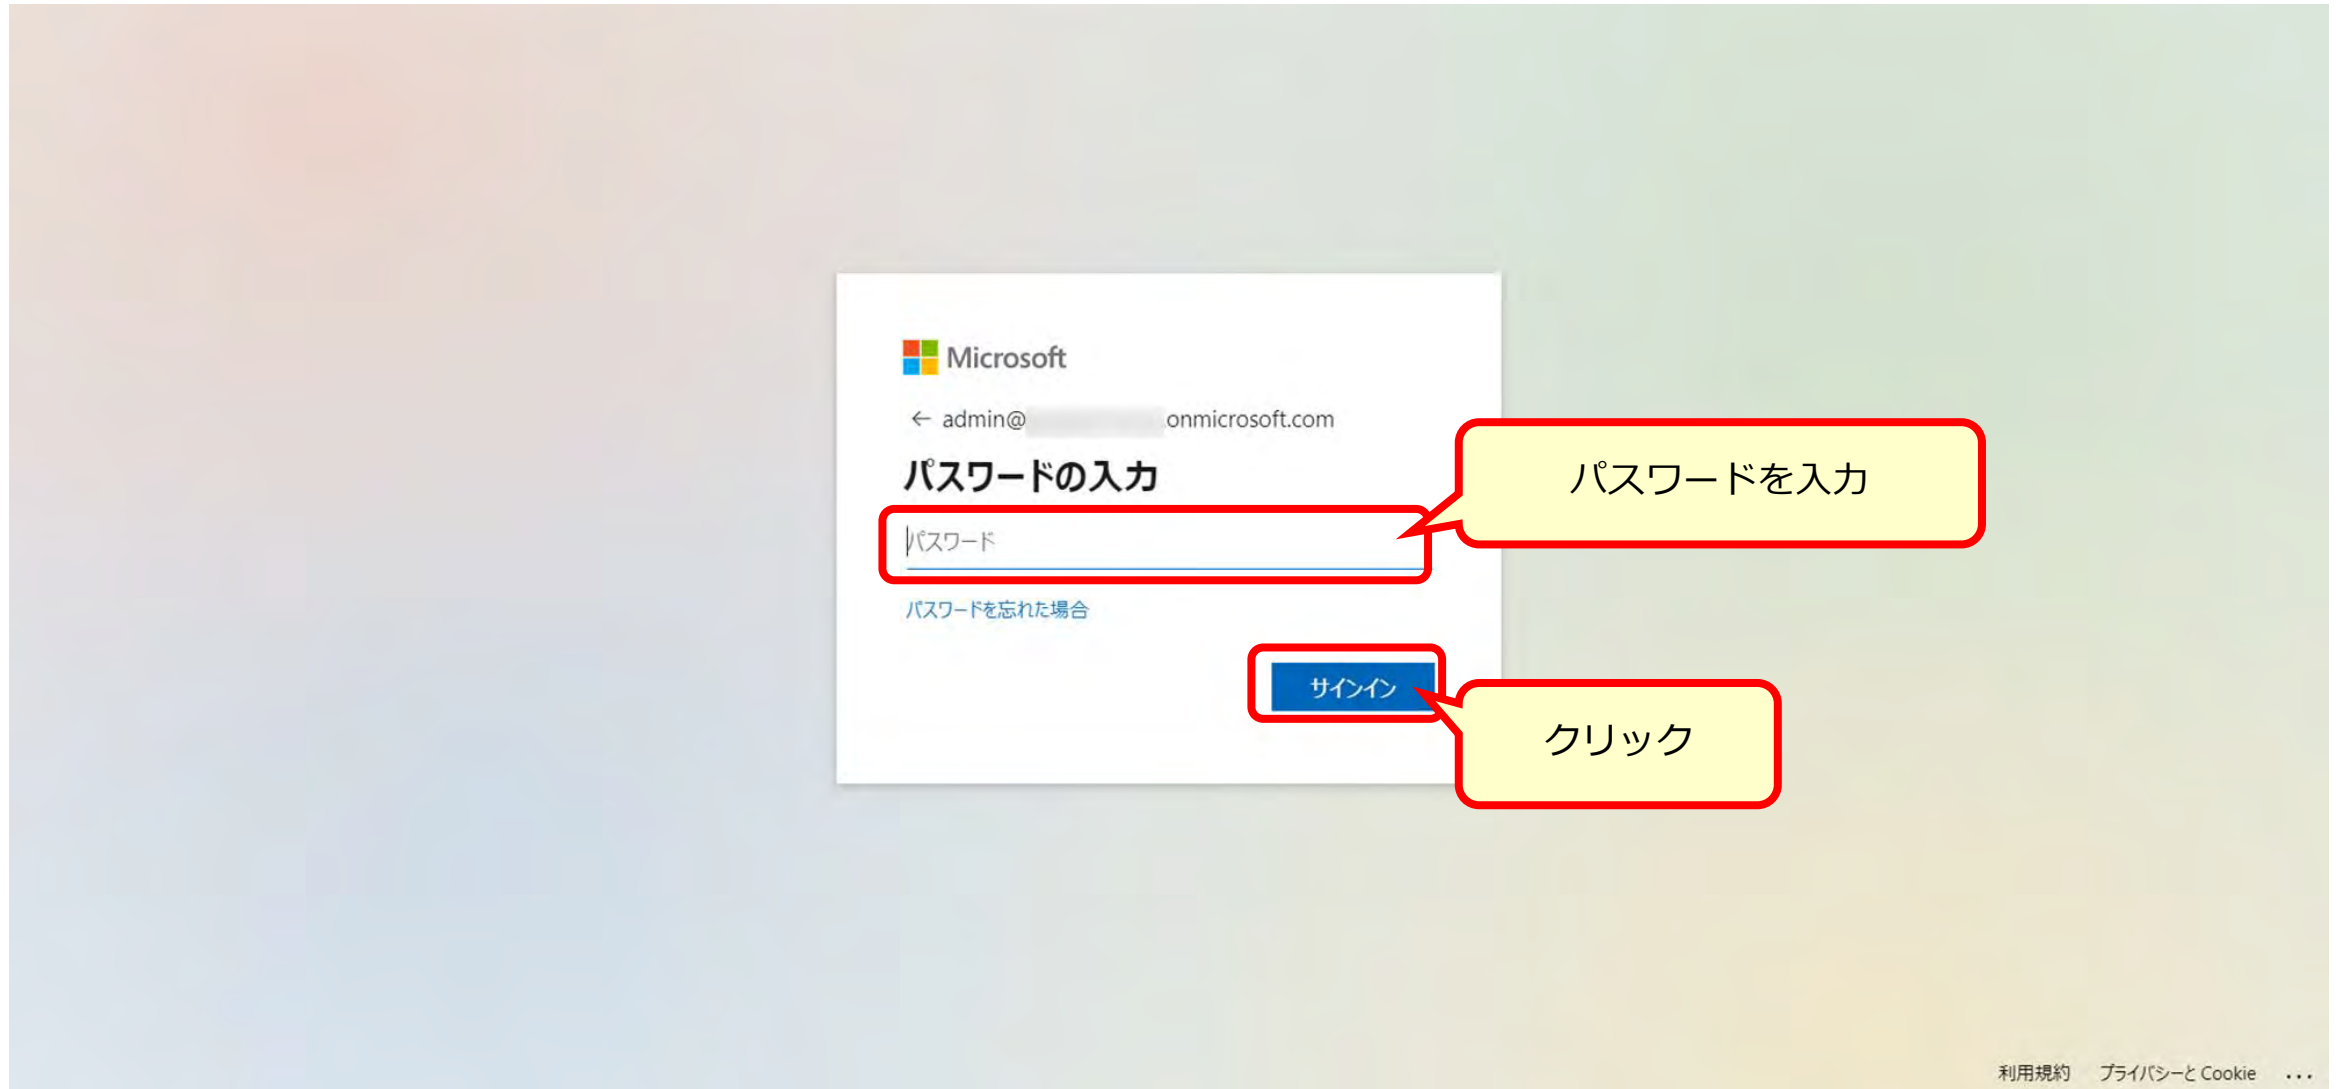 Microsoft
← admin@ onmicrosoft.com
パスワードの入力
パスワードを入力
パスワード
パスワードを忘れた場合
サインイン
クリック
利用規約 プライバシーと Cookie ...